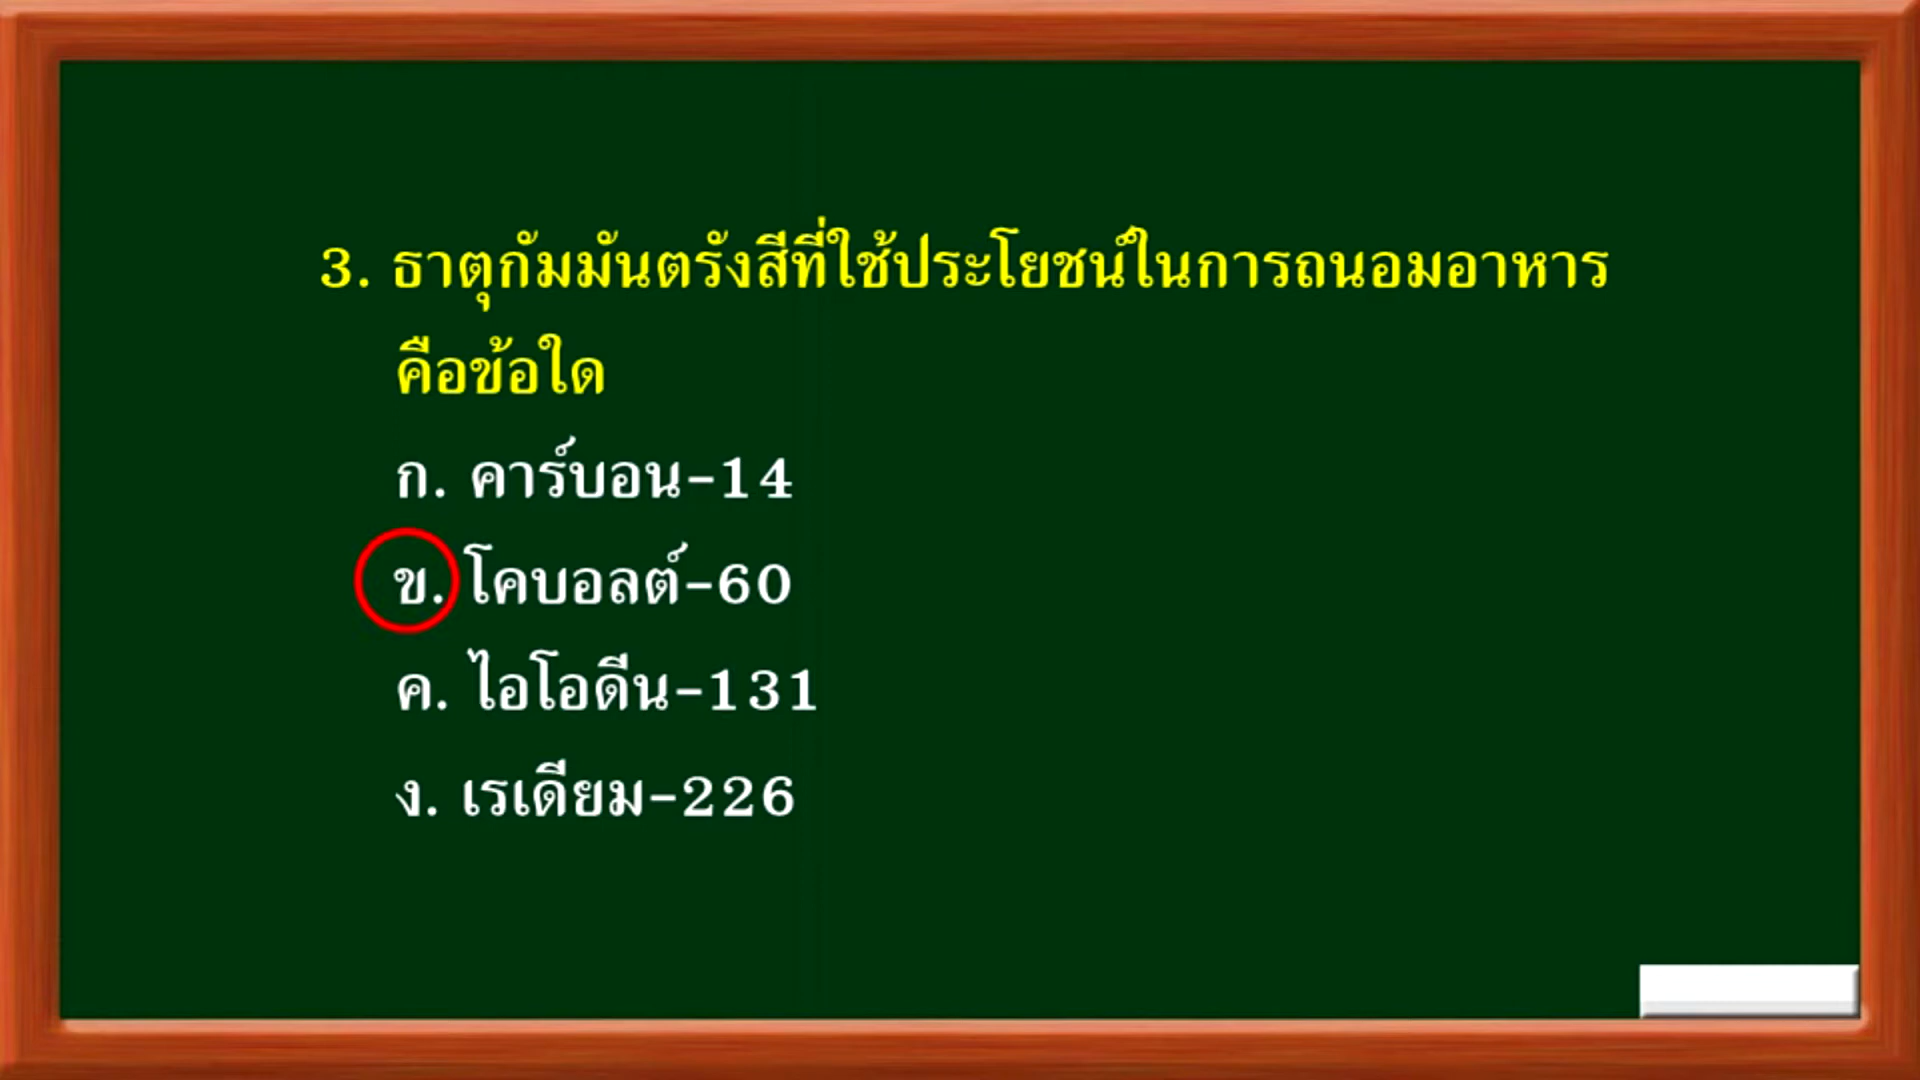 3. ธาตุกัมมันตรังสีที่ใช้ประโยชน์ในการถนอมอาหาร
คือข้อใด
ก. คาร์บอน-14
ข. โคบอลต์-60
ค. ไอโอดีน-131
ง. เรเดียม-226